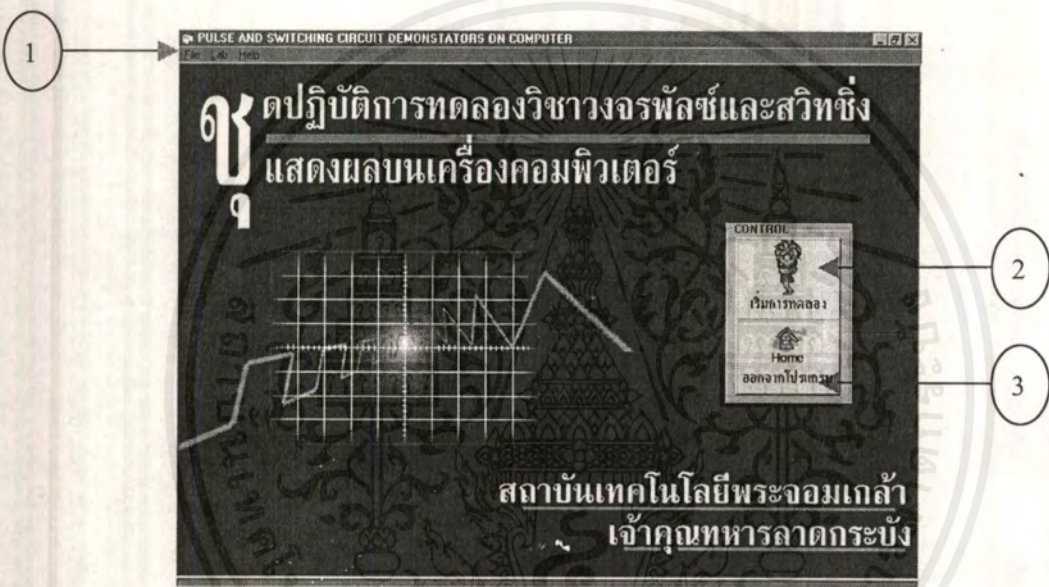 PULSE AND SWITCHING CIRCUIT DEMONSTATORS ON COMPUTER
File Lab Help
1
ชุดปฏิบัติการทดลองวิชาวงจรพัลซ์และสวิทชิ่ง
แสดงผลบนเครื่องคอมพิวเตอร์
CONTROL
เริ่มการทดลอง
2
Home
ออกจากโปรแกรม
3
สถาบันเทคโนโลยีพระจอมเกล้า
เจ้าคุณทหารลาดกระบัง